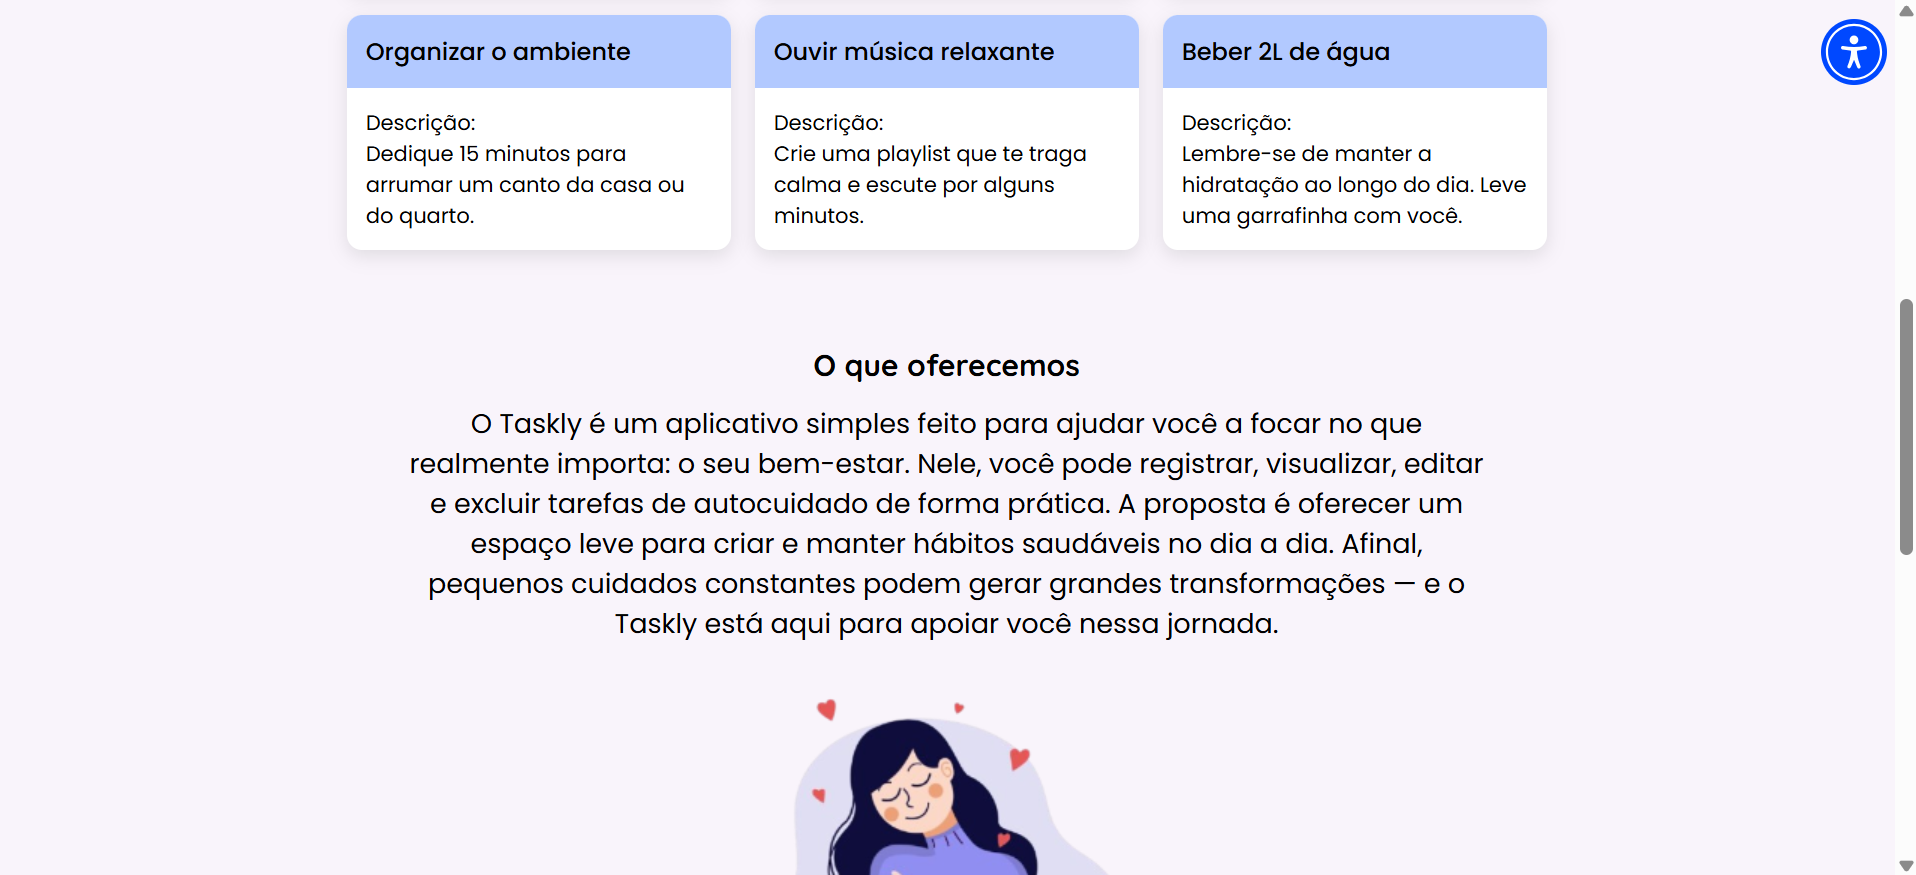 Organizar o ambiente
Descrição:
Dedique 15 minutos para
arrumar um canto da casa ou
do quarto.
Ouvir música relaxante
Descrição:
Crie uma playlist que te traga
calma e escute por alguns
minutos.
Beber 2L de água
Descrição:
Lembre-se de manter a
hidratação ao longo do dia. Leve
uma garrafinha com você.
O que oferecemos
O Taskly é um aplicativo simples feito para ajudar você a focar no que
realmente importa: o seu bem-estar. Nele, você pode registrar, visualizar, editar
e excluir tarefas de autocuidado de forma prática. A proposta é oferecer um
espaço leve para criar e manter hábitos saudáveis no dia a dia. Afinal,
pequenos cuidados constantes podem gerar grandes transformações — e o
Taskly está aqui para apoiar você nessa jornada.